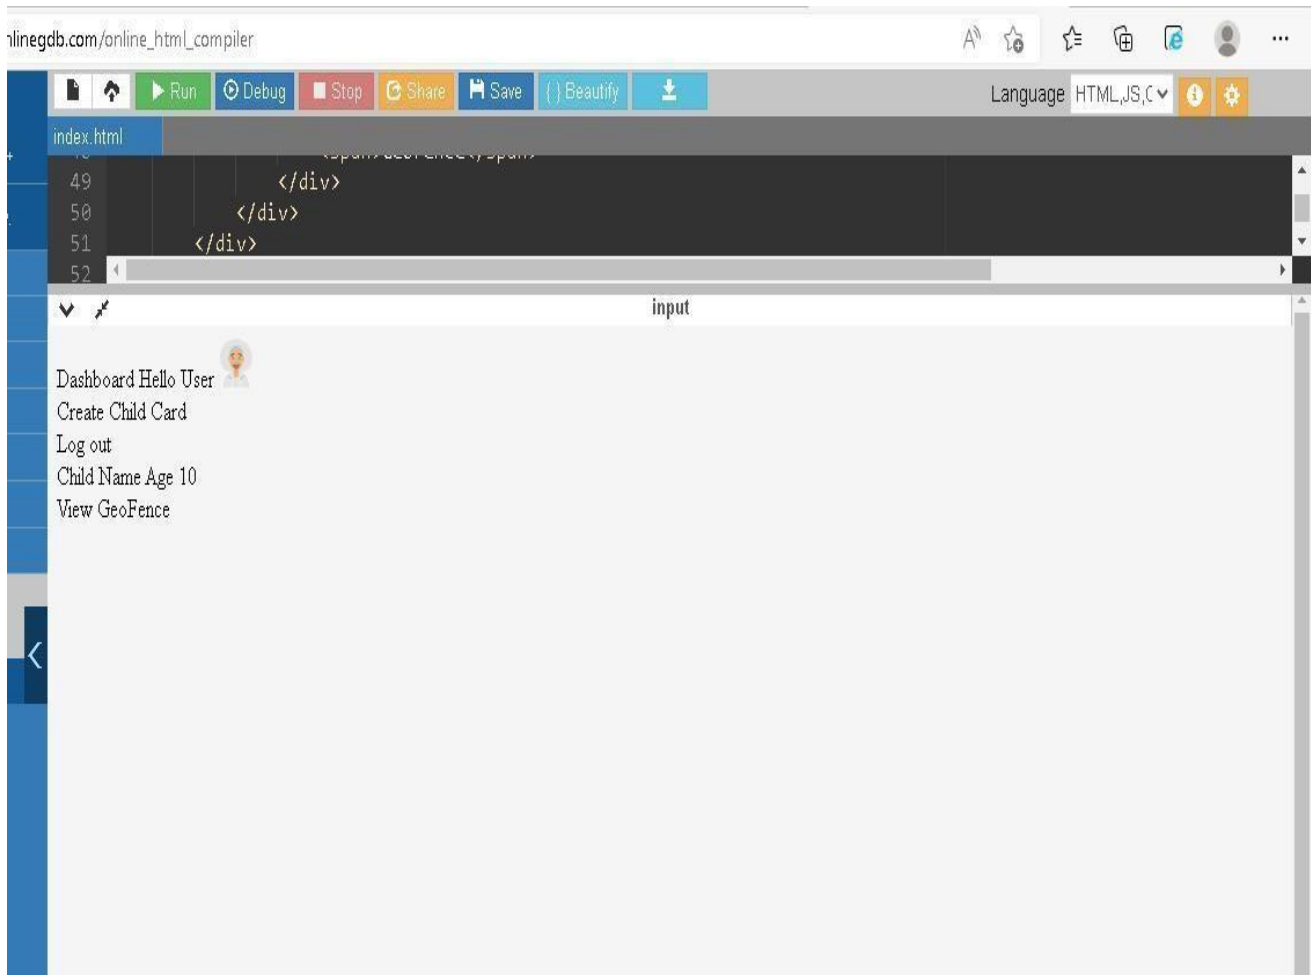 nlinegdb.com/online_html_compiler
Run Debug Stop Share Save {} Beautify
Language HTML,JS,C
index.html
49 </div>
50 </div>
51 </div>
52
input
Dashboard Hello User
Create Child Card
Log out
Child Name Age 10
View GeoFence